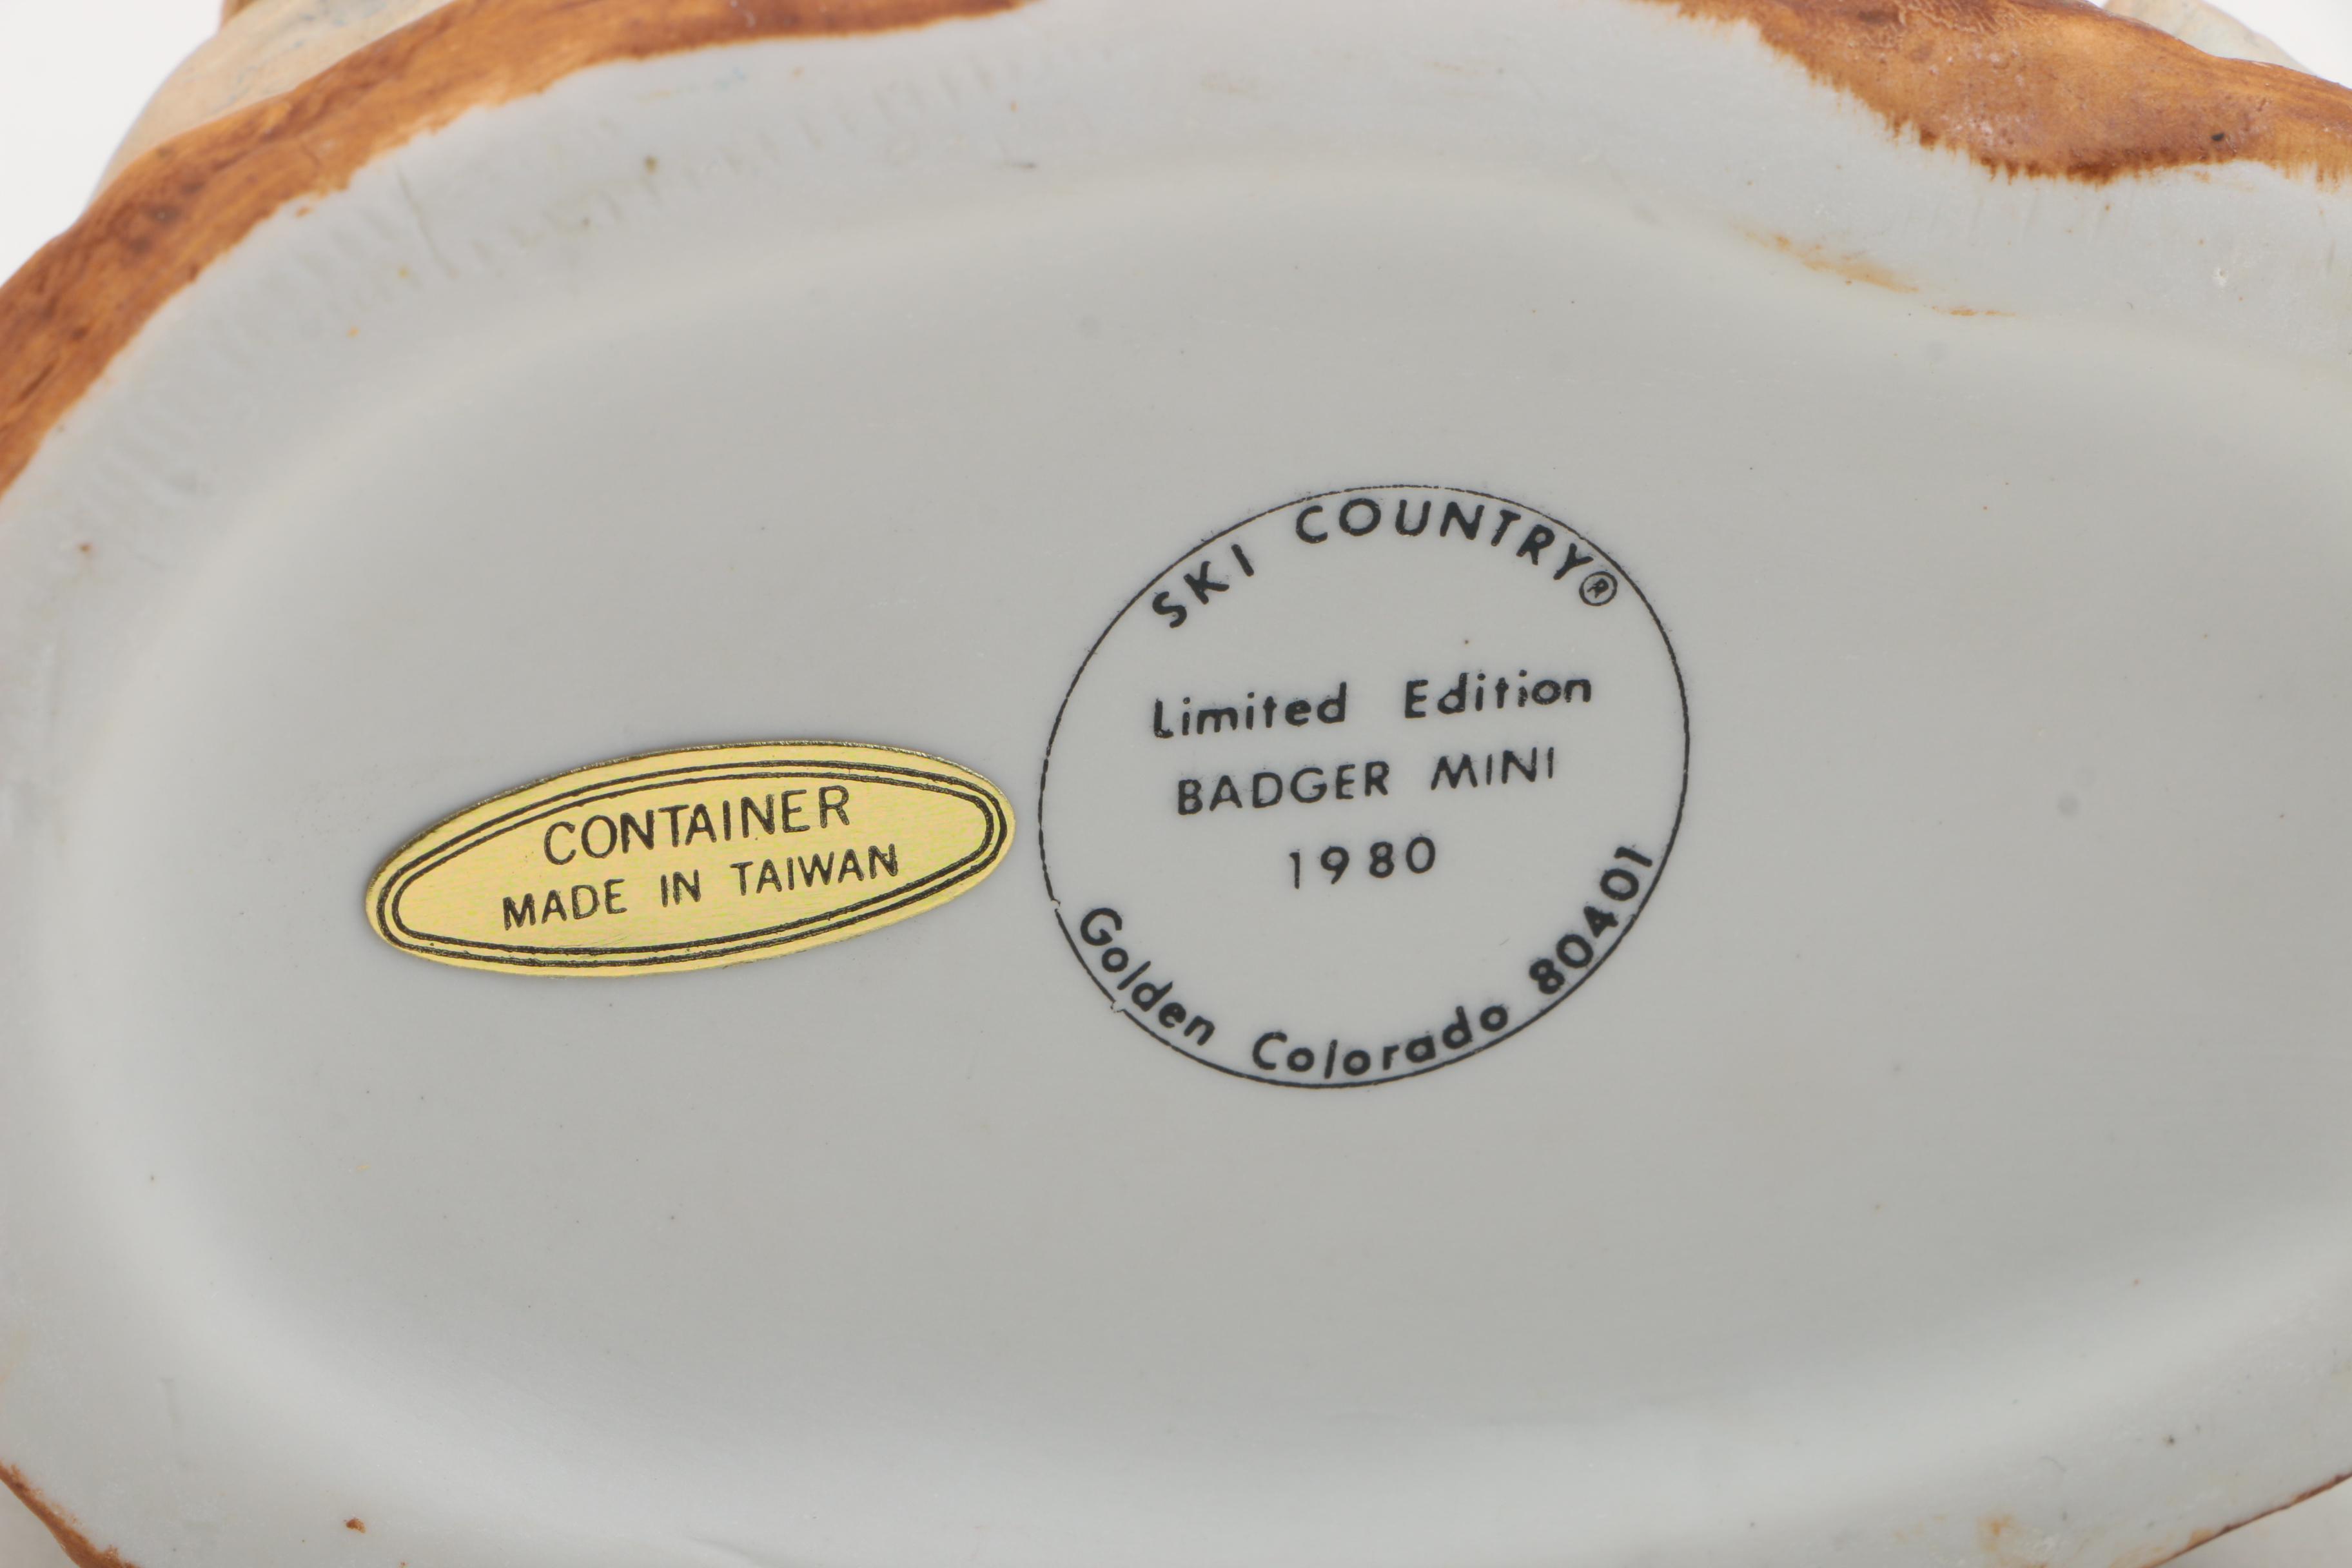 CONTAINER
MADE IN TAIWAN
SKI COUNTRY®
Limited Edition
BADGER MINI
1980
Golden Colorado 80401